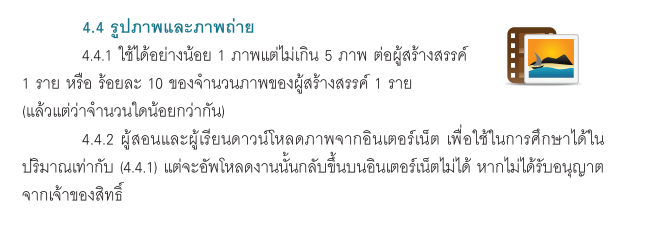 4.4 รูปภาพและภาพถ่าย
4.4.1 ใช้ได้อย่างน้อย 1 ภาพแต่ไม่เกิน 5 ภาพ ต่อผู้สร้างสรรค์
1 ราย หรือ ร้อยละ 10 ของจำนวนภาพของผู้สร้างสรรค์ 1 ราย
(แล้วแต่ว่าจำนวนใดน้อยกว่ากัน)
4.4.2 ผู้สอนและผู้เรียนดาวน์โหลดภาพจากอินเตอร์เน็ต เพื่อใช้ในการศึกษาได้ใน
ปริมาณเท่ากับ (4.4.1) แต่จะอัพโหลดงานนั้นกลับขึ้นบนอินเตอร์เน็ตไม่ได้ หากไม่ได้รับอนุญาต
จากเจ้าของสิทธิ์